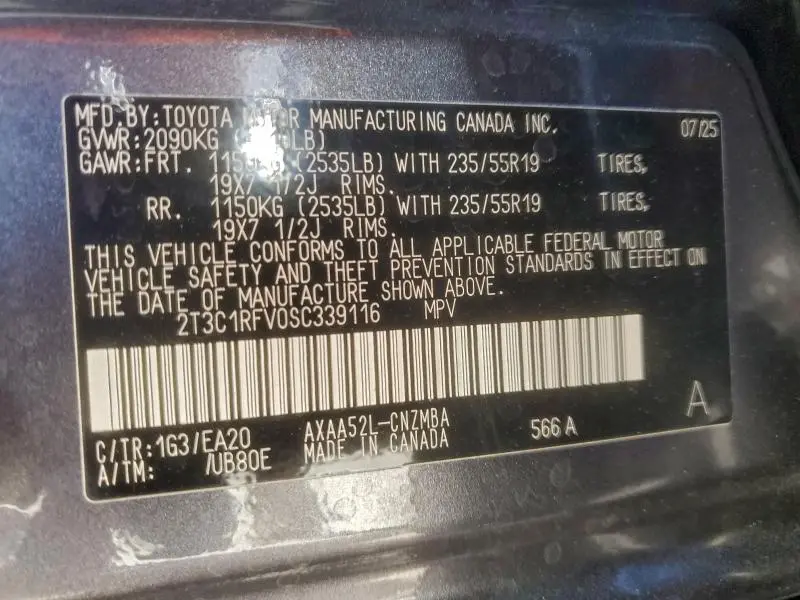 MFD.BY:TOYOTA MANUFACTURING CANADA INC. 07/25
GVWR:2090KG
GAWR:FRT. (2535LB) WITH 235/55R19 TIRES,
19X7 1/2J RIMS.
RR. 1150KG (2535LB) WITH 235/55R19 TIRES,
19X7 1/2J RIMS.
THIS VEHICLE CONFORMS TO ALL APPLICABLE FEDERAL MOTOR
VEHICLE SAFETY AND THEFT PREVENTION STANDARDS IN EFFECT ON
THE DATE OF MANUFACTURE SHOWN ABOVE.
2T3C1RFV0SC339116 MPV
A
C/TR:1G3/EA20 AXAA52L-CNZMBA 566A
A/TM: /UB80E MADE IN CANADA